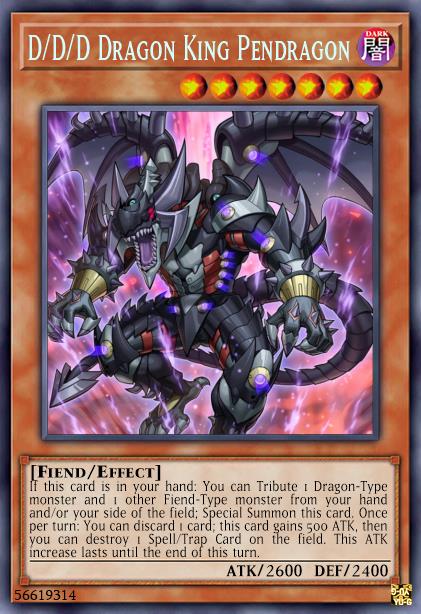 D/D/D DRAGON KING PENDRAGON
DARK
闇
[FIEND/EFFECT]
If this card is in your hand: You can Tribute 1 Dragon-Type
monster and 1 other Fiend-Type monster from your hand
and/or your side of the field; Special Summon this card. Once
per turn: You can discard 1 card; this card gains 500 ATK, then
you can destroy 1 Spell/Trap Card on the field. This ATK
increase lasts until the end of this turn.
ATK/2600 DEF/2400
56619314